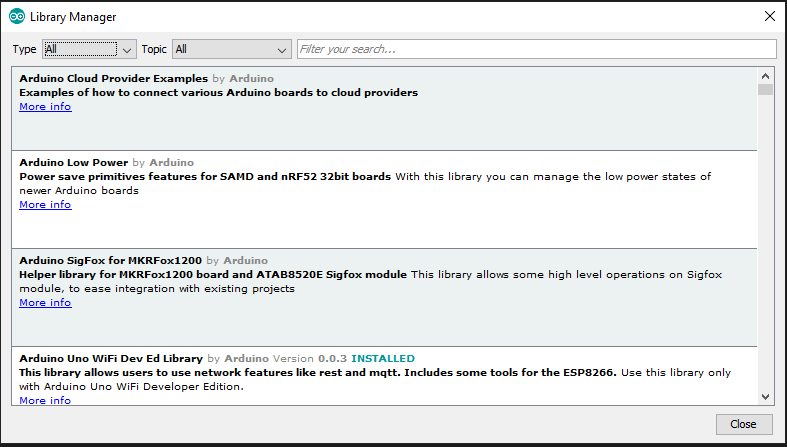 Library Manager
Type All Topic All Filter your search...
Arduino Cloud Provider Examples by Arduino
Examples of how to connect various Arduino boards to cloud providers
More info
Arduino Low Power by Arduino
Power save primitives features for SAMD and nRF52 32bit boards With this library you can manage the low power states of
newer Arduino boards
More info
Arduino SigFox for MKRFox1200 by Arduino
Helper library for MKRFox1200 board and ATAB8520E Sigfox module This library allows some high level operations on Sigfox
module, to ease integration with existing projects
More info
Arduino Uno WiFi Dev Ed Library by Arduino Version 0.0.3 INSTALLED
This library allows users to use network features like rest and mqtt. Includes some tools for the ESP8266. Use this library only
with Arduino Uno WiFi Developer Edition.
More info
Close